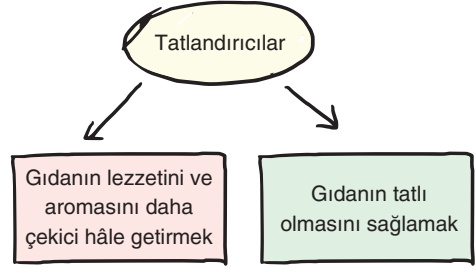 Tatlandırıcılar
Gıdanın lezzetini ve
aromasını daha
çekici hâle getirmek
Gıdanın tatlı
olmasını sağlamak